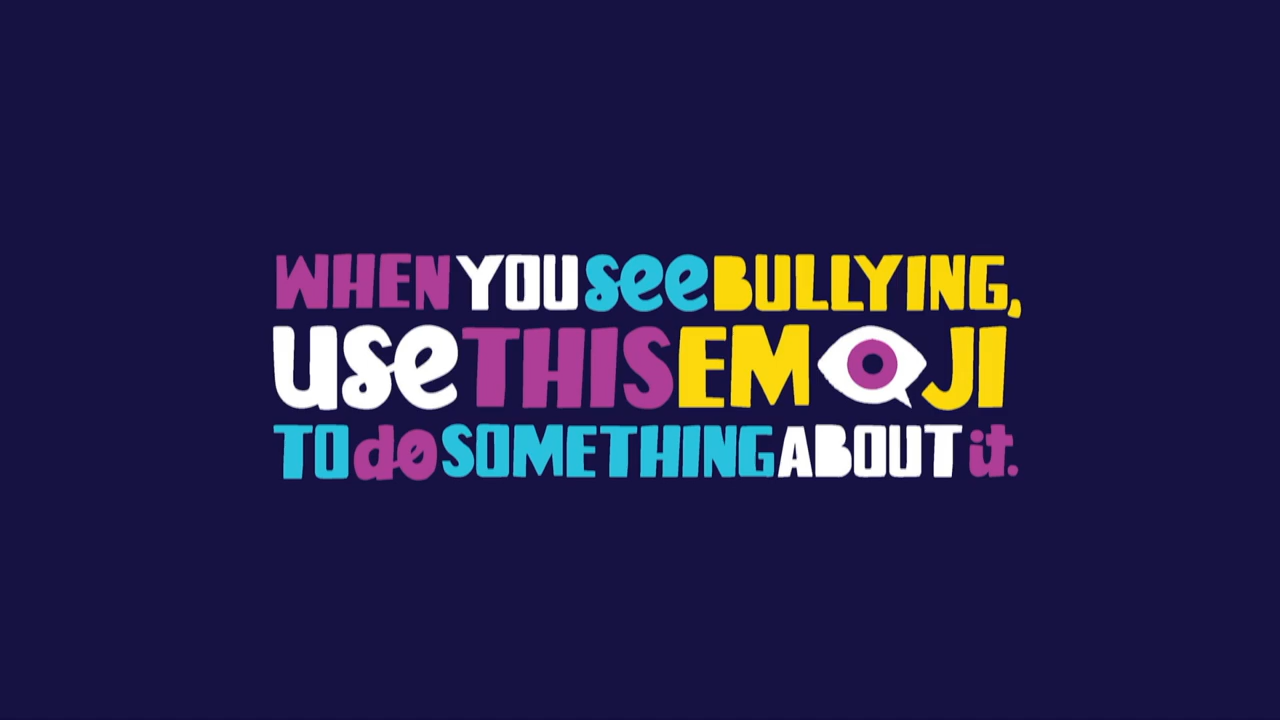 WHEN YOU see BULLYING,
use THIS EM👁️‍🗨️JI
TO do SOMETHING ABOUT it.